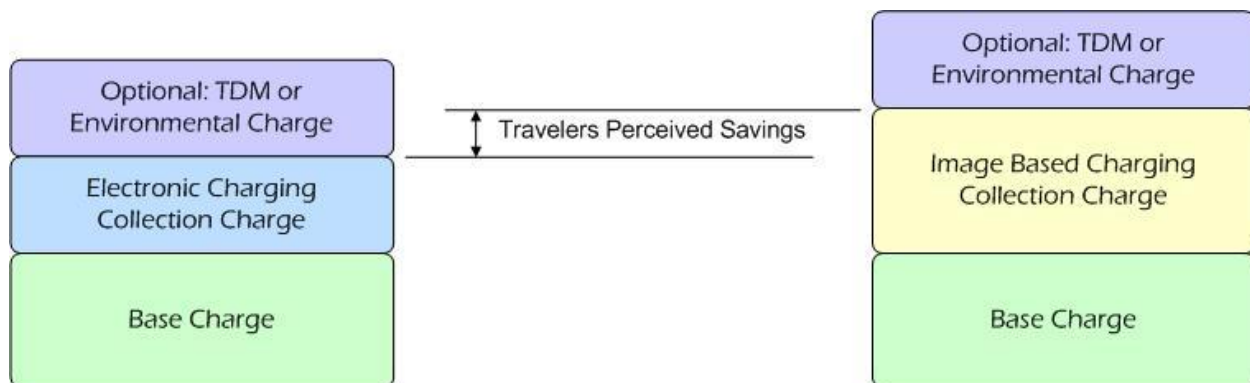 Optional: TDM or
Environmental Charge
Electronic Charging
Collection Charge
Base Charge
Travelers Perceived Savings
Optional: TDM or
Environmental Charge
Image Based Charging
Collection Charge
Base Charge